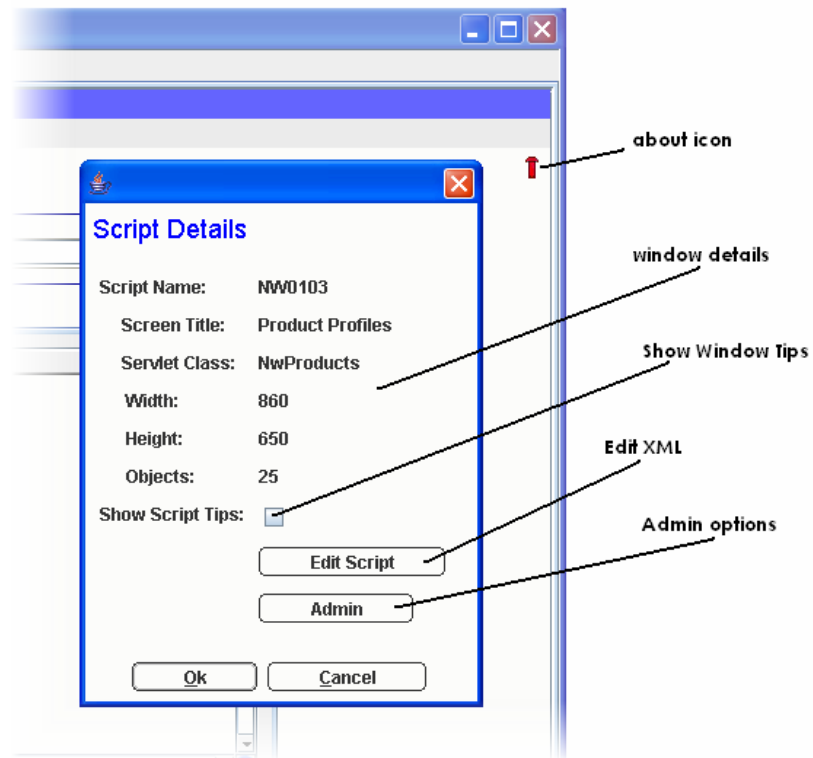 about icon
Script Details
window details
Script Name: NW0103
Screen Title: Product Profiles
Servlet Class: NwProducts
Show Window Tips
Width: 860
Height: 650
Edit XML
Objects: 25
Show Script Tips:
Admin options
Edit Script
Admin
Ok Cancel